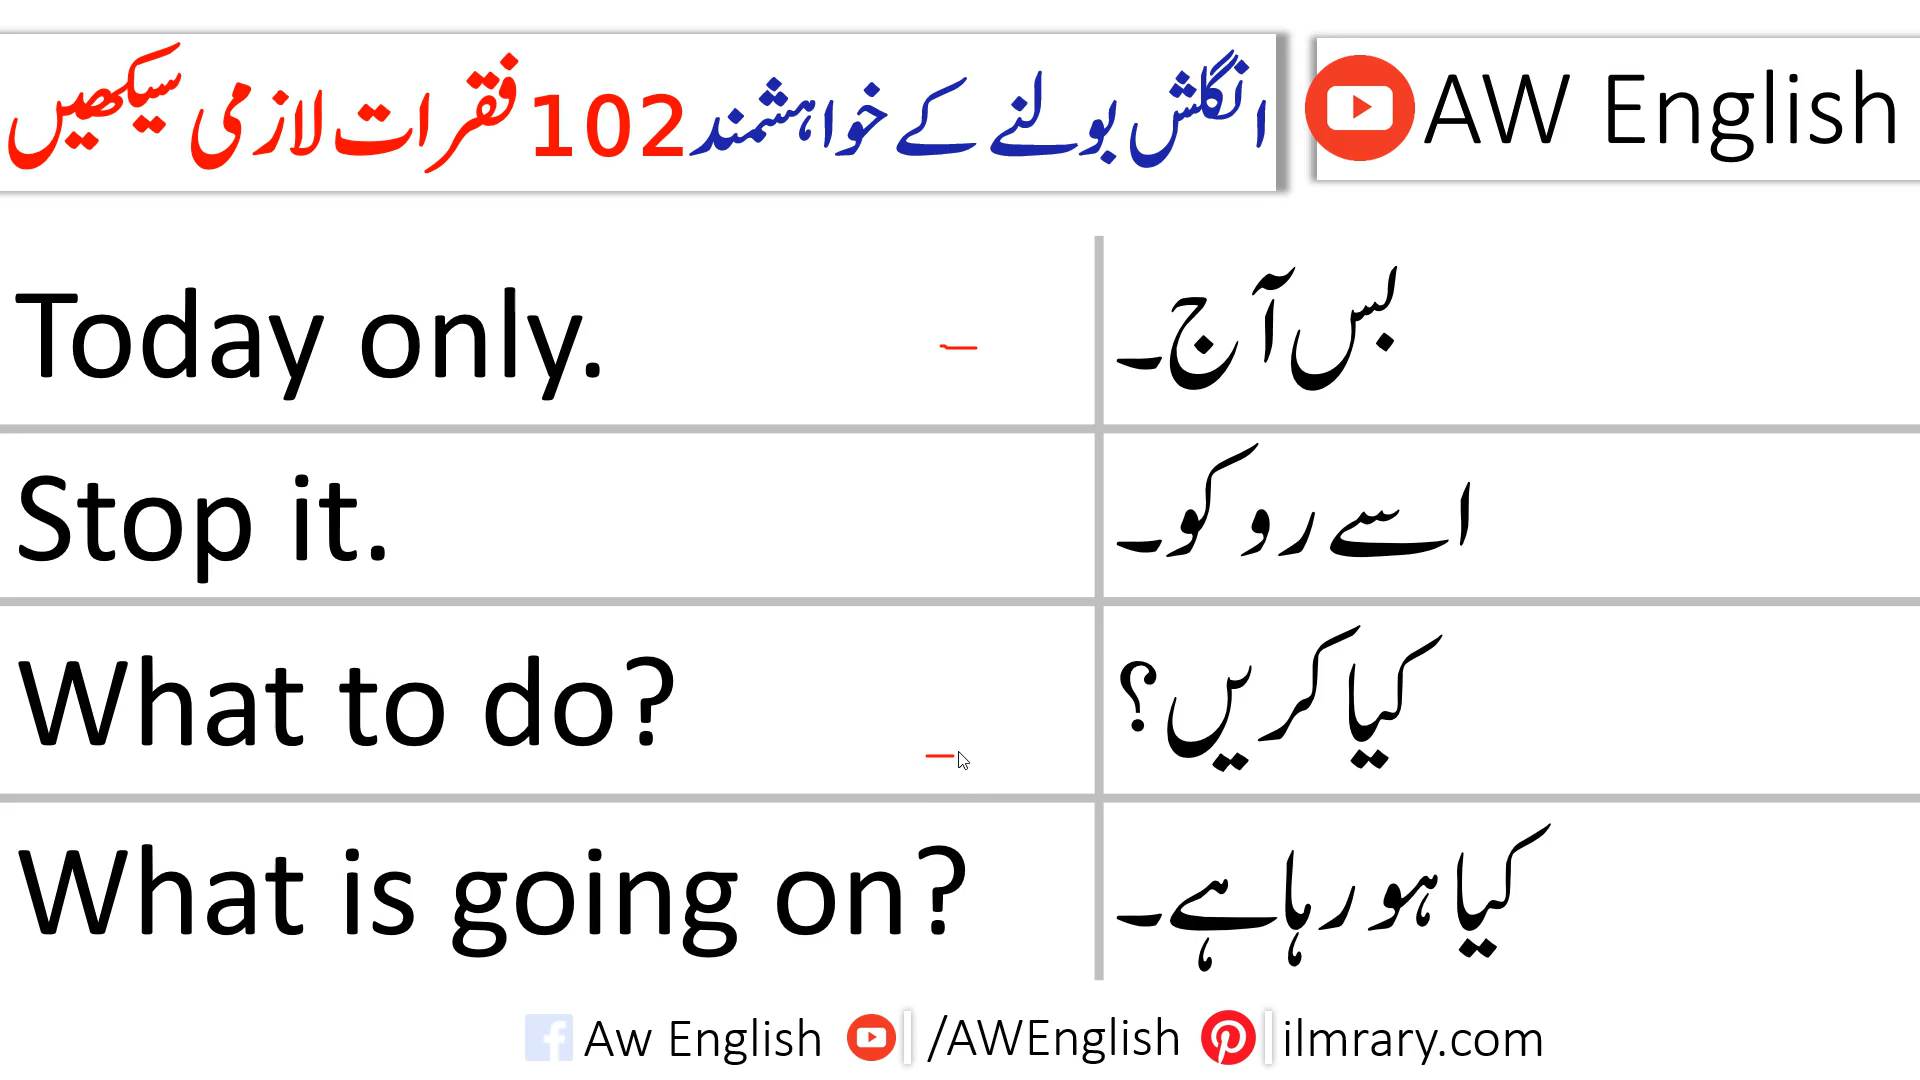 انگلش بولنے کے خواہشمند 102 فقرات لازمی سیکھیں
AW English
Today only.
بس آج۔
Stop it.
اسے روکو۔
What to do?
کیا کریں؟
What is going on?
کیا ہو رہا ہے۔
Aw English /AWEnglish ilmrary.com